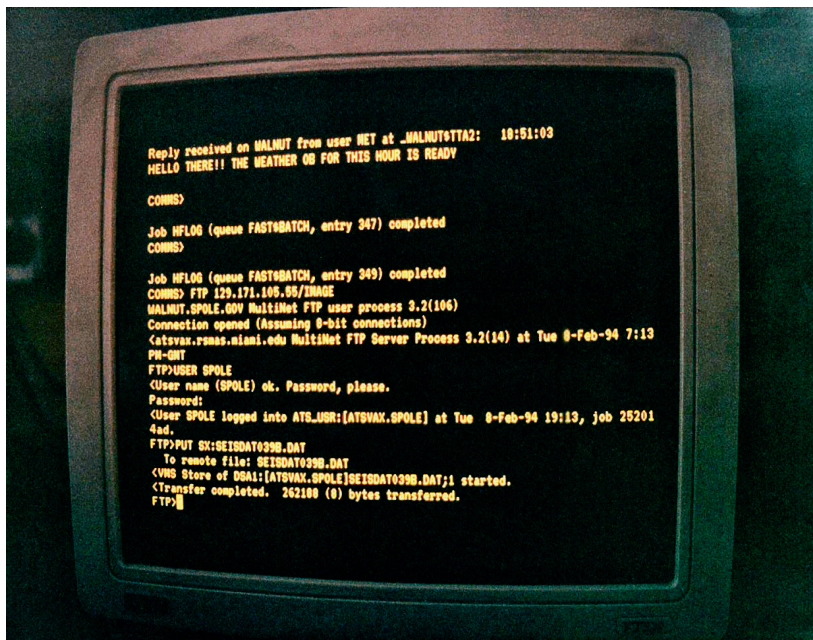 Reply received on WALNUT from user MET at _WALNUT$TTA2:   18:51:03
HELLO THERE!! THE WEATHER OB FOR THIS HOUR IS READY
COMMS>
Job HFLOG (queue FAST$BATCH, entry 347) completed
COMMS>
Job HFLOG (queue FAST$BATCH, entry 349) completed
COMMS> FTP 129.171.105.55/IMAGE
WALNUT.SPOLE.GOV MultiNet FTP user process 3.2(106)
Connection opened (Assuming 8-bit connections)
<atsvax.rsmas.miami.edu MultiNet FTP Server Process 3.2(14) at Tue 8-Feb-94 7:13
PM-GMT
FTP>USER SPOLE
<User name (SPOLE) ok. Password, please.
Password:
<User SPOLE logged into ATS_USR:[ATSVAX.SPOLE] at Tue  8-Feb-94 19:13, job 25201
4ad.
FTP>PUT SX:SEISDAT039B.DAT
  To remote file: SEISDAT039B.DAT
<VMS Store of DSA1:[ATSVAX.SPOLE]SEISDAT039B.DAT;1 started.
<Transfer completed.  262188 (8) bytes transferred.
FTP>